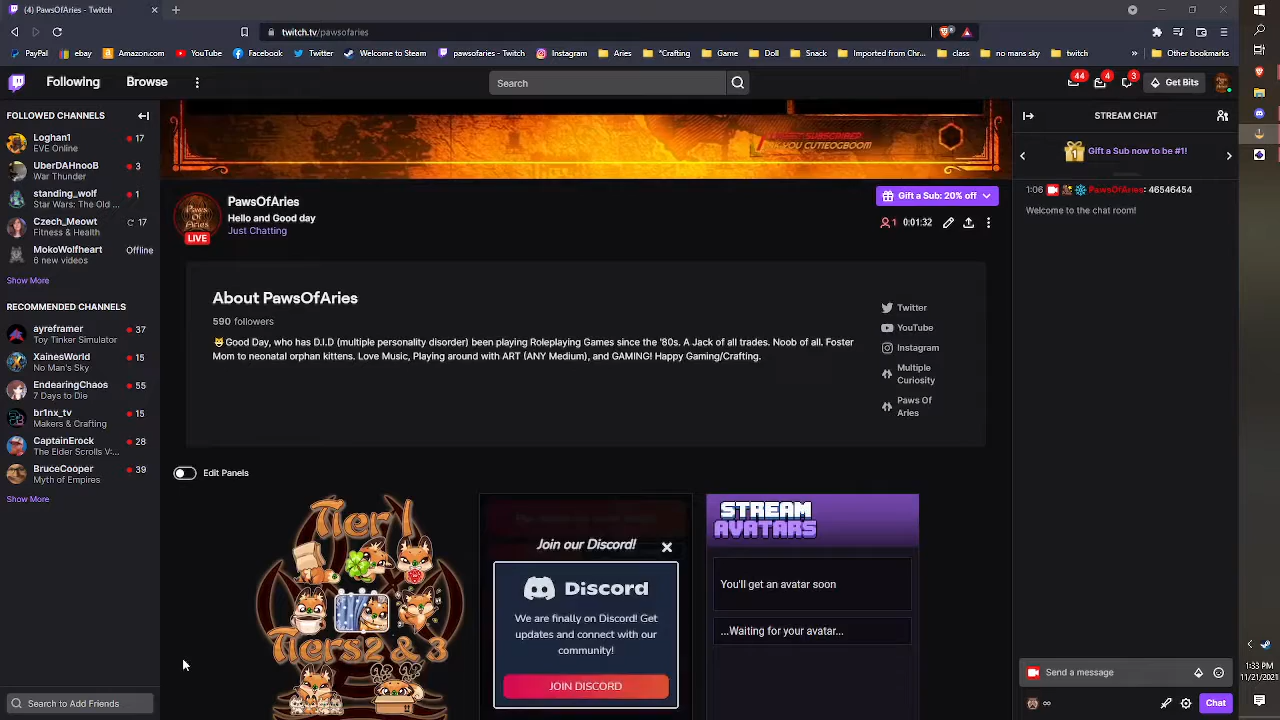 (4) PawsOfAries - Twitch
twitch.tv/pawsofaries
PayPal ebay Amazon.com YouTube Facebook Twitter Welcome to Steam pawsofaries - Twitch Instagram Aries *Crafting Game Doll Snack Imported from Chro... class no mans sky twitch » Other bookmarks
Following Browse Search 44 4 3 Get Bits
FOLLOWED CHANNELS
Loghan1 17
EVE Online
UberDAHnooB 3
War Thunder
standing_wolf 1
Star Wars: The Old ...
Czech_Meowt 17
Fitness & Health
MokoWolfheart Offline
6 new videos
Show More
RECOMMENDED CHANNELS
ayreframer 37
Toy Tinker Simulator
XainesWorld 15
No Man's Sky
EndearingChaos 55
7 Days to Die
br1nx_tv 15
Makers & Crafting
CaptainErock 28
The Elder Scrolls V:...
BruceCooper 39
Myth of Empires
Show More
Search to Add Friends
PawsOfAries
Hello and Good day
Just Chatting
Paws
Of
Aries
LIVE
Gift a Sub: 20% off
1 0:01:32
About PawsOfAries
590 followers
Good Day, who has D.I.D (multiple personality disorder) been playing Roleplaying Games since the '80s. A Jack of all trades. Noob of all. Foster
Mom to neonatal orphan kittens. Love Music, Playing around with ART (ANY Medium), and GAMING! Happy Gaming/Crafting.
Twitter
YouTube
Instagram
Multiple
Curiosity
Paws Of
Aries
Edit Panels
Tier 1
Tiers 2 & 3
Join our Discord!
Discord
We are finally on Discord! Get
updates and connect with our
community!
JOIN DISCORD
STREAM
AVATARS
You'll get an avatar soon
...Waiting for your avatar...
STREAM CHAT
1 Gift a Sub now to be #1!
1:06 PawsOfAries: 46546454
Welcome to the chat room!
Send a message
∞
Chat
1:33 PM